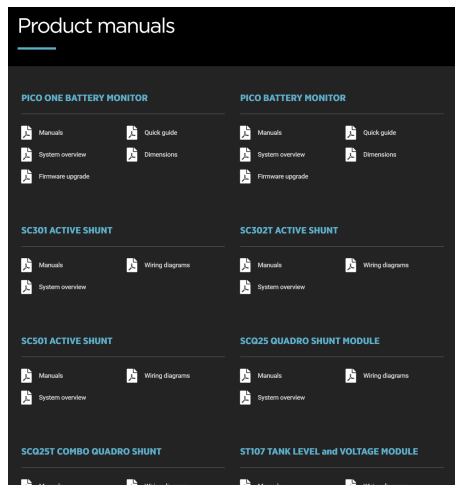 Product manuals
PICO ONE BATTERY MONITOR
Manuals Quick guide
System overview Dimensions
Firmware upgrade
PICO BATTERY MONITOR
Manuals Quick guide
System overview Dimensions
Firmware upgrade
SC301 ACTIVE SHUNT
Manuals Wiring diagrams
System overview
SC302T ACTIVE SHUNT
Manuals Wiring diagrams
System overview
SC501 ACTIVE SHUNT
Manuals Wiring diagrams
System overview
SCQ25 QUADRO SHUNT MODULE
Manuals Wiring diagrams
System overview
SCQ25T COMBO QUADRO SHUNT
ST107 TANK LEVEL and VOLTAGE MODULE